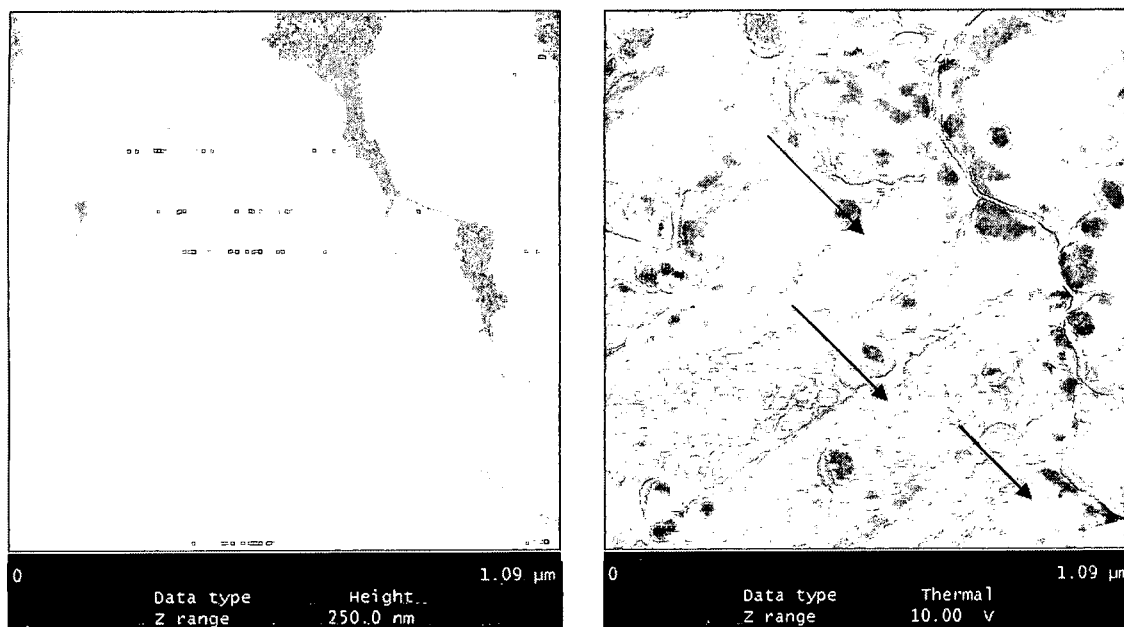 0 1.09 µm
Data type Height
Z range 250.0 nm
0 1.09 µm
Data type Thermal
Z range 10.00 V